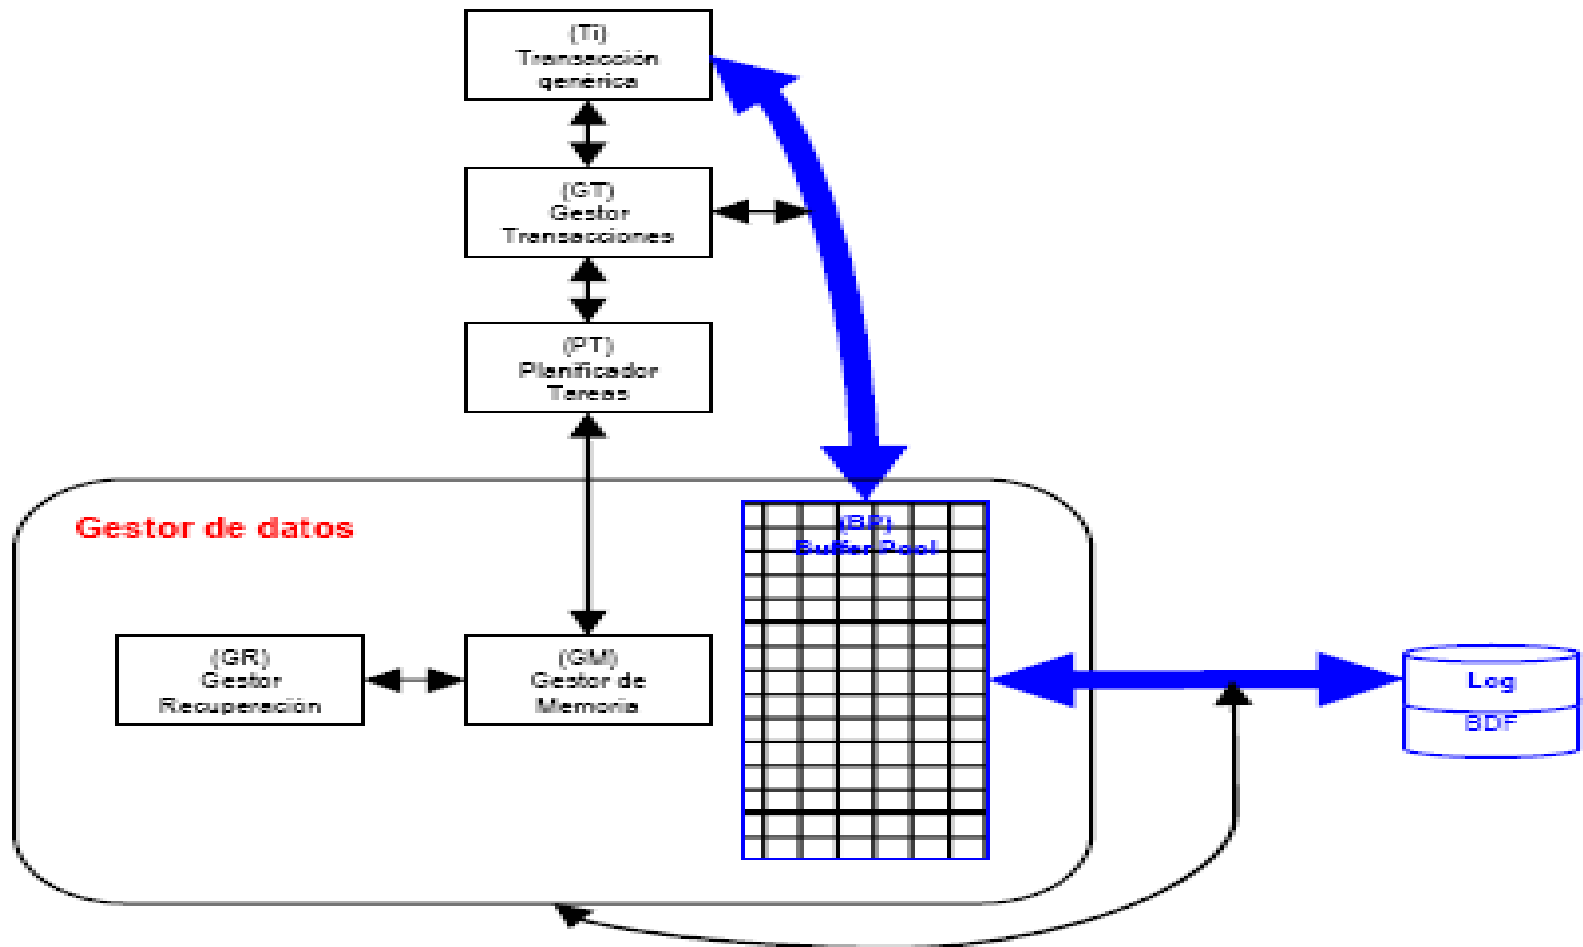 (Ti)
Transacción
genérica
(GT)
Gestor
Transacciones
(PT)
Planificador
Tareas
Gestor de datos
(BP)
Buffer Pool
(GR)
Gestor
Recuperación
(GM)
Gestor de
Memoria
Log
BDF